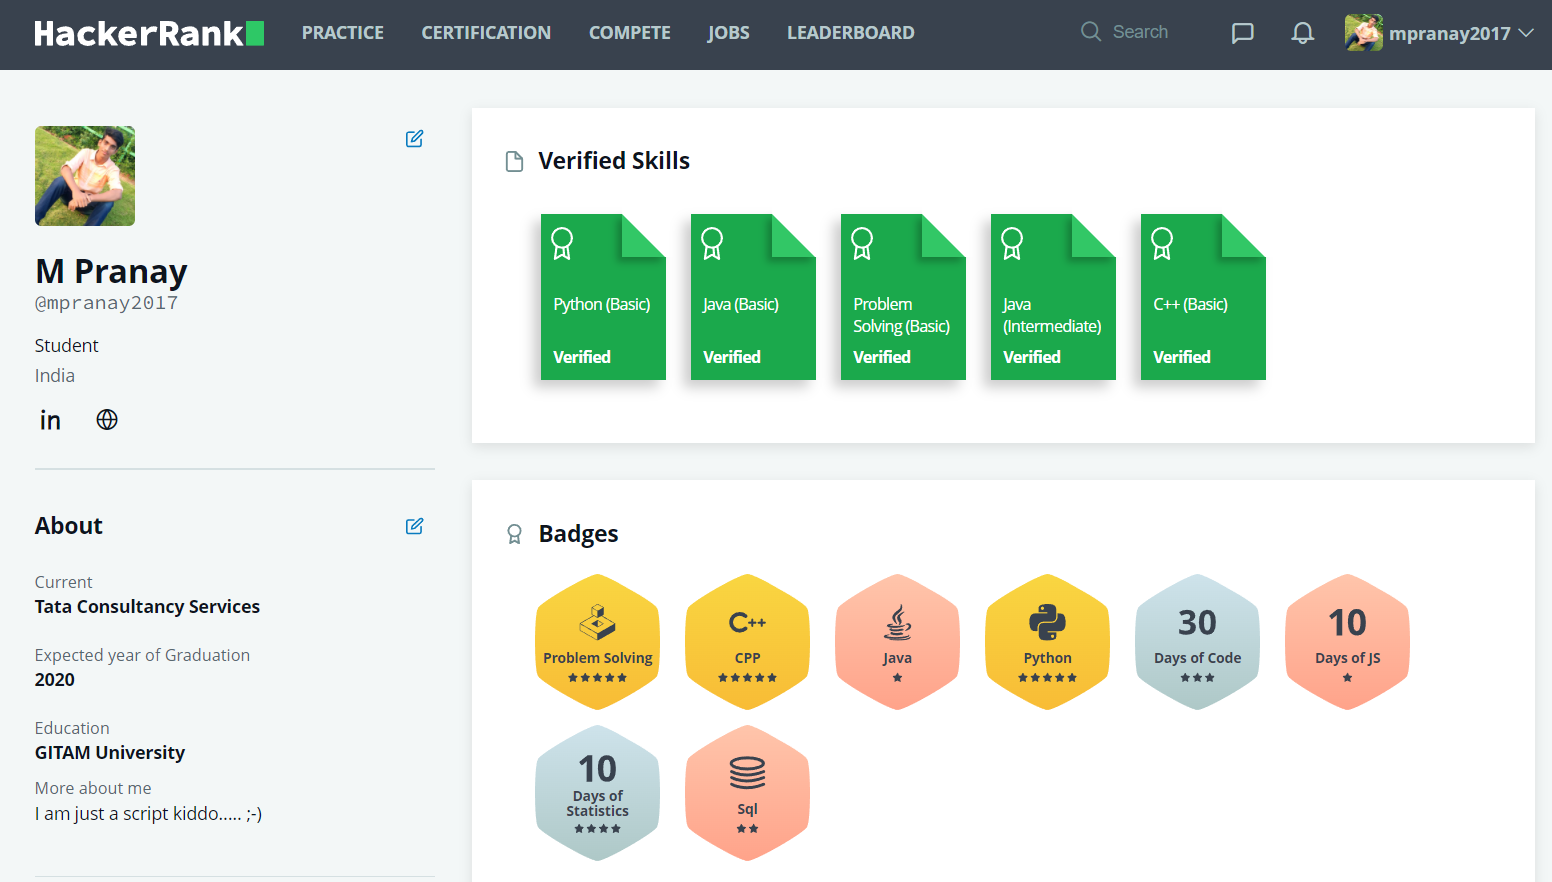 HackerRank
PRACTICE
CERTIFICATION
COMPETE
JOBS
LEADERBOARD
Search
mpranay2017
M Pranay
@mpranay2017
Student
India
in
About
Current
Tata Consultancy Services
Expected year of Graduation
2020
Education
GITAM University
More about me
I am just a script kiddo..... ;-)
Verified Skills
Python (Basic)
Verified
Java (Basic)
Verified
Problem
Solving (Basic)
Verified
Java
(Intermediate)
Verified
C++ (Basic)
Verified
Badges
Problem Solving
C++
CPP
Java
Python
30
Days of Code
10
Days of JS
10
Days of
Statistics
Sql